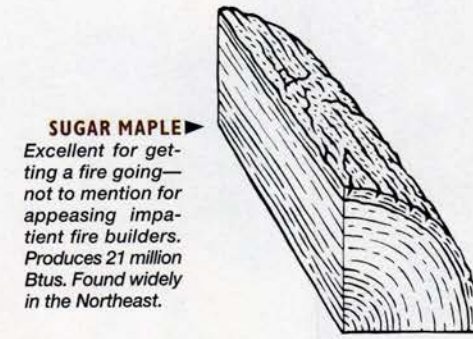 SUGAR MAPLE►
Excellent for get-
ting a fire going—
not to mention for
appeasing impa-
tient fire builders.
Produces 21 million
Btus. Found widely
in the Northeast.